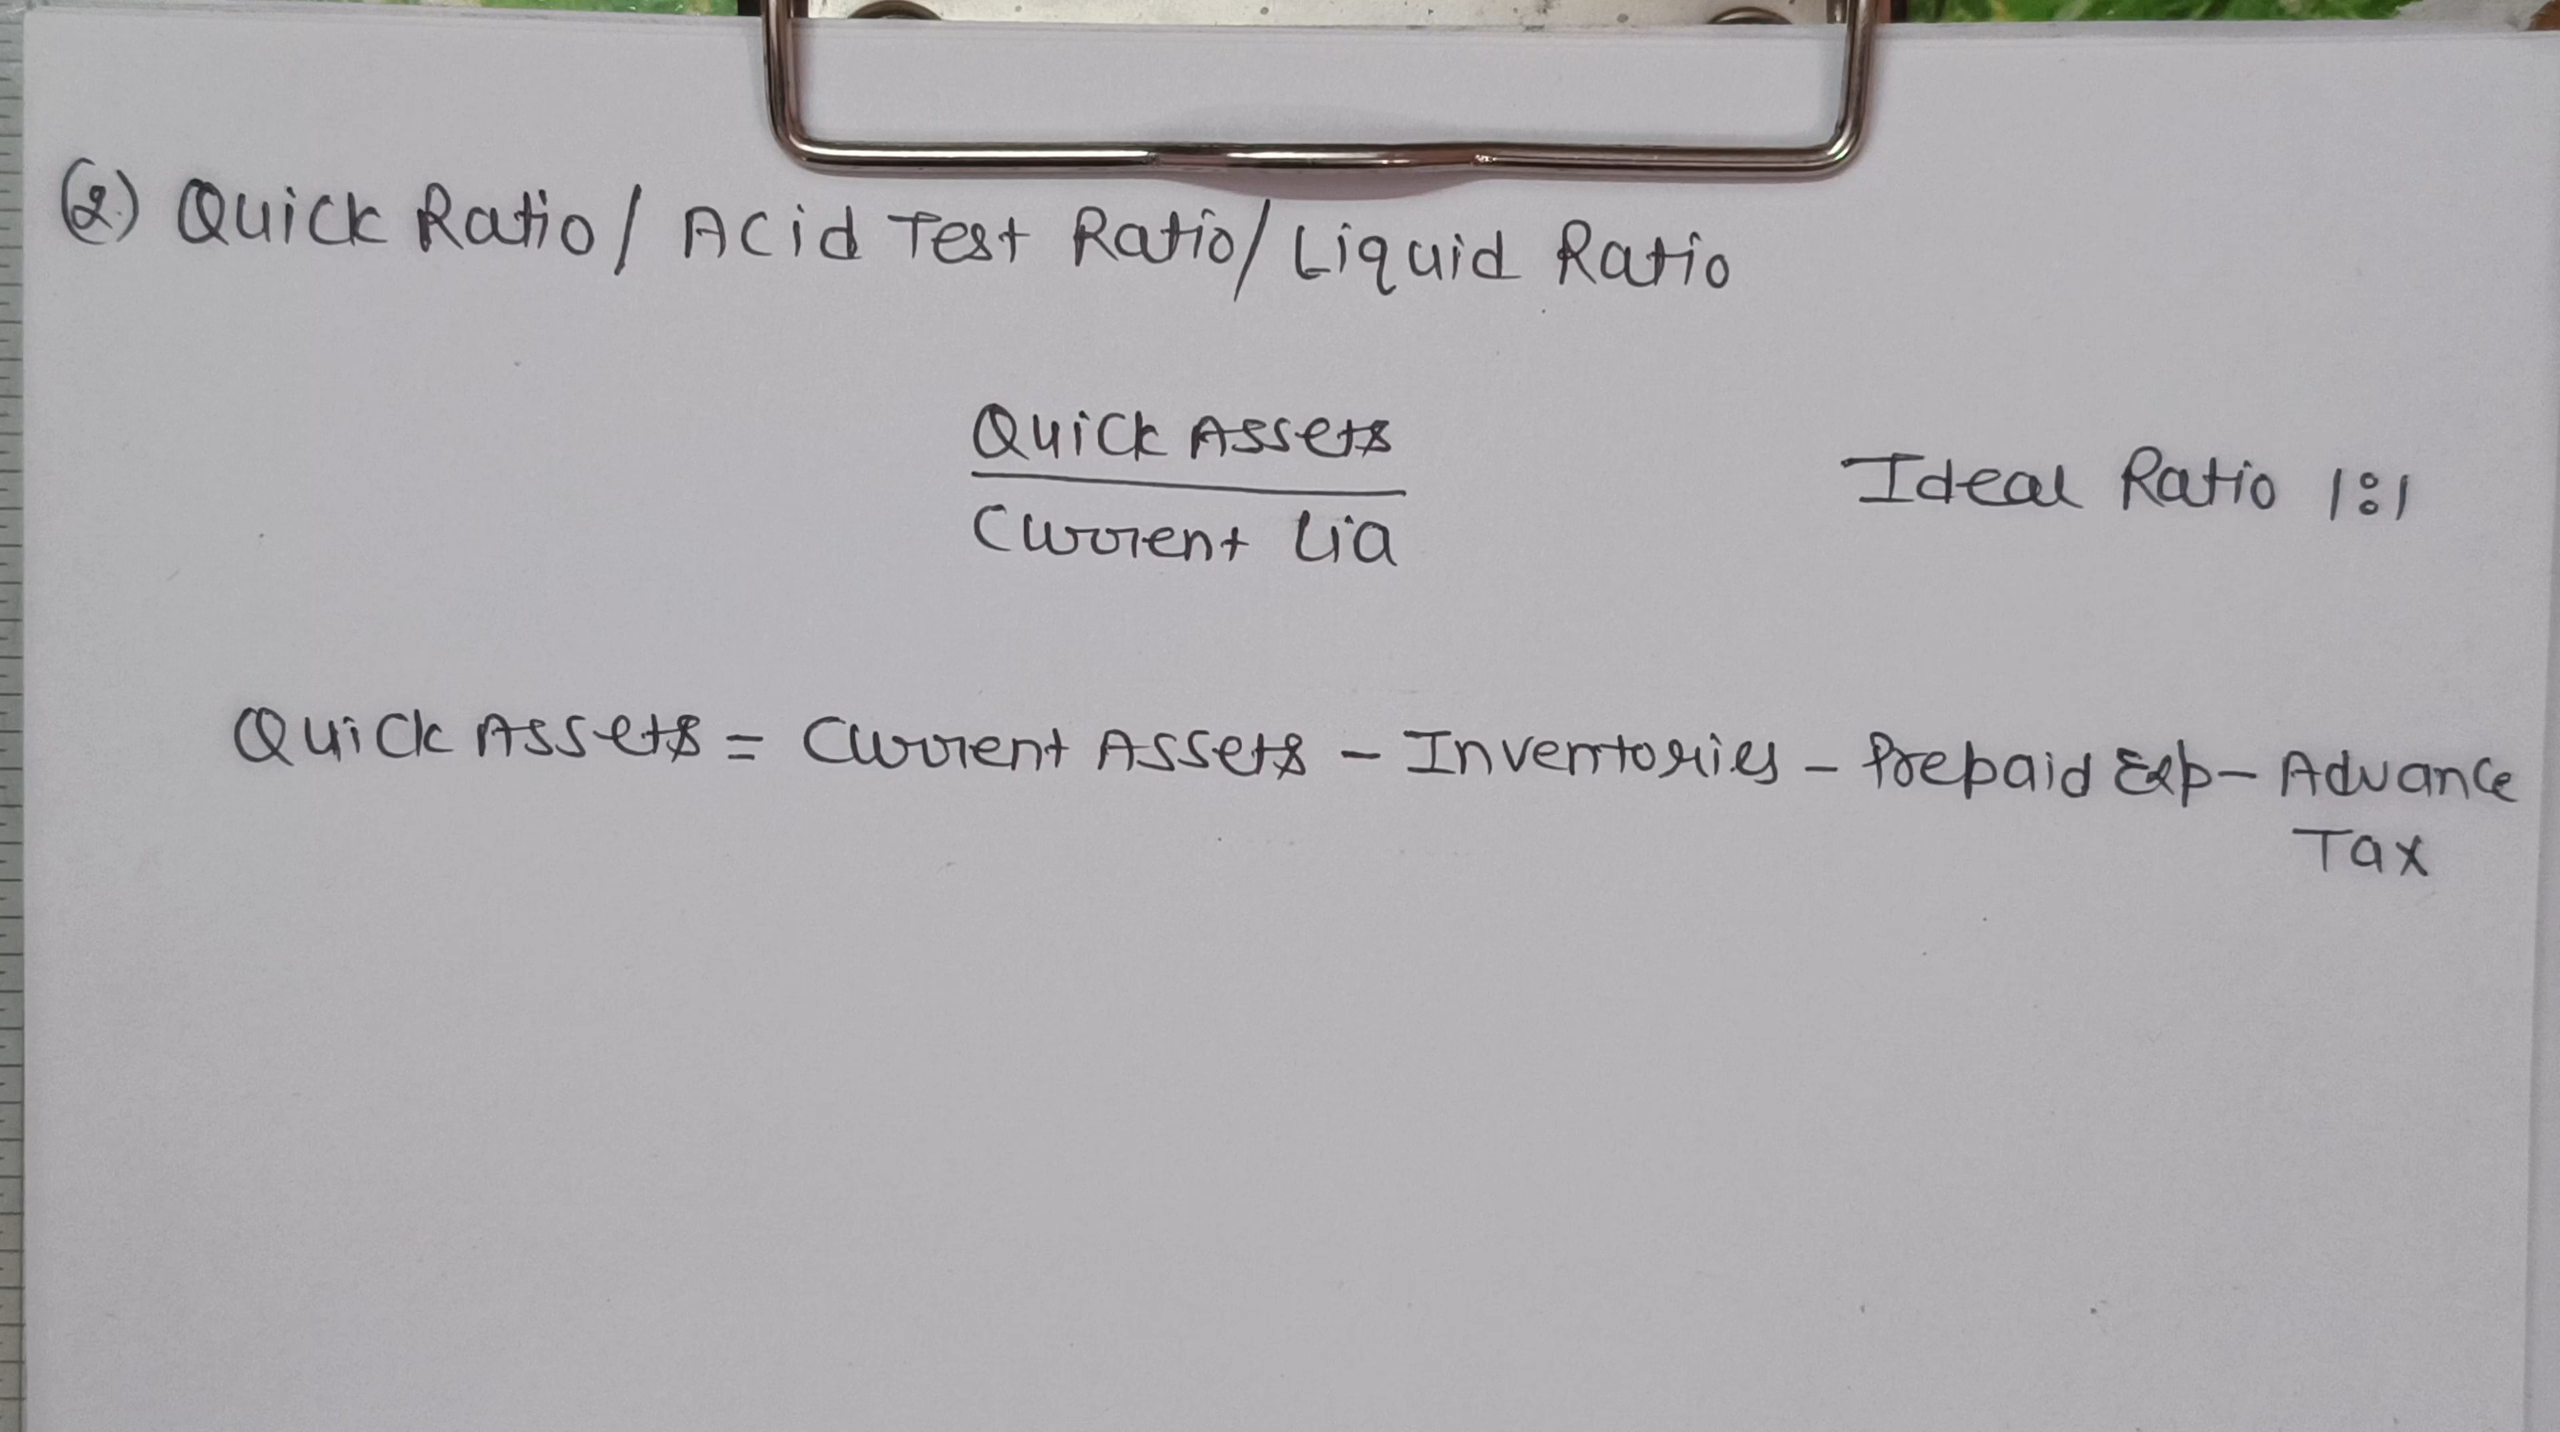 (2.) Quick Ratio/ Acid Test Ratio/ Liquid Ratio
Quick Assets
Current Lia
Ideal Ratio 1:1
Quick Assets = Current Assets - Inventories - Prepaid Exp - Advance
Tax